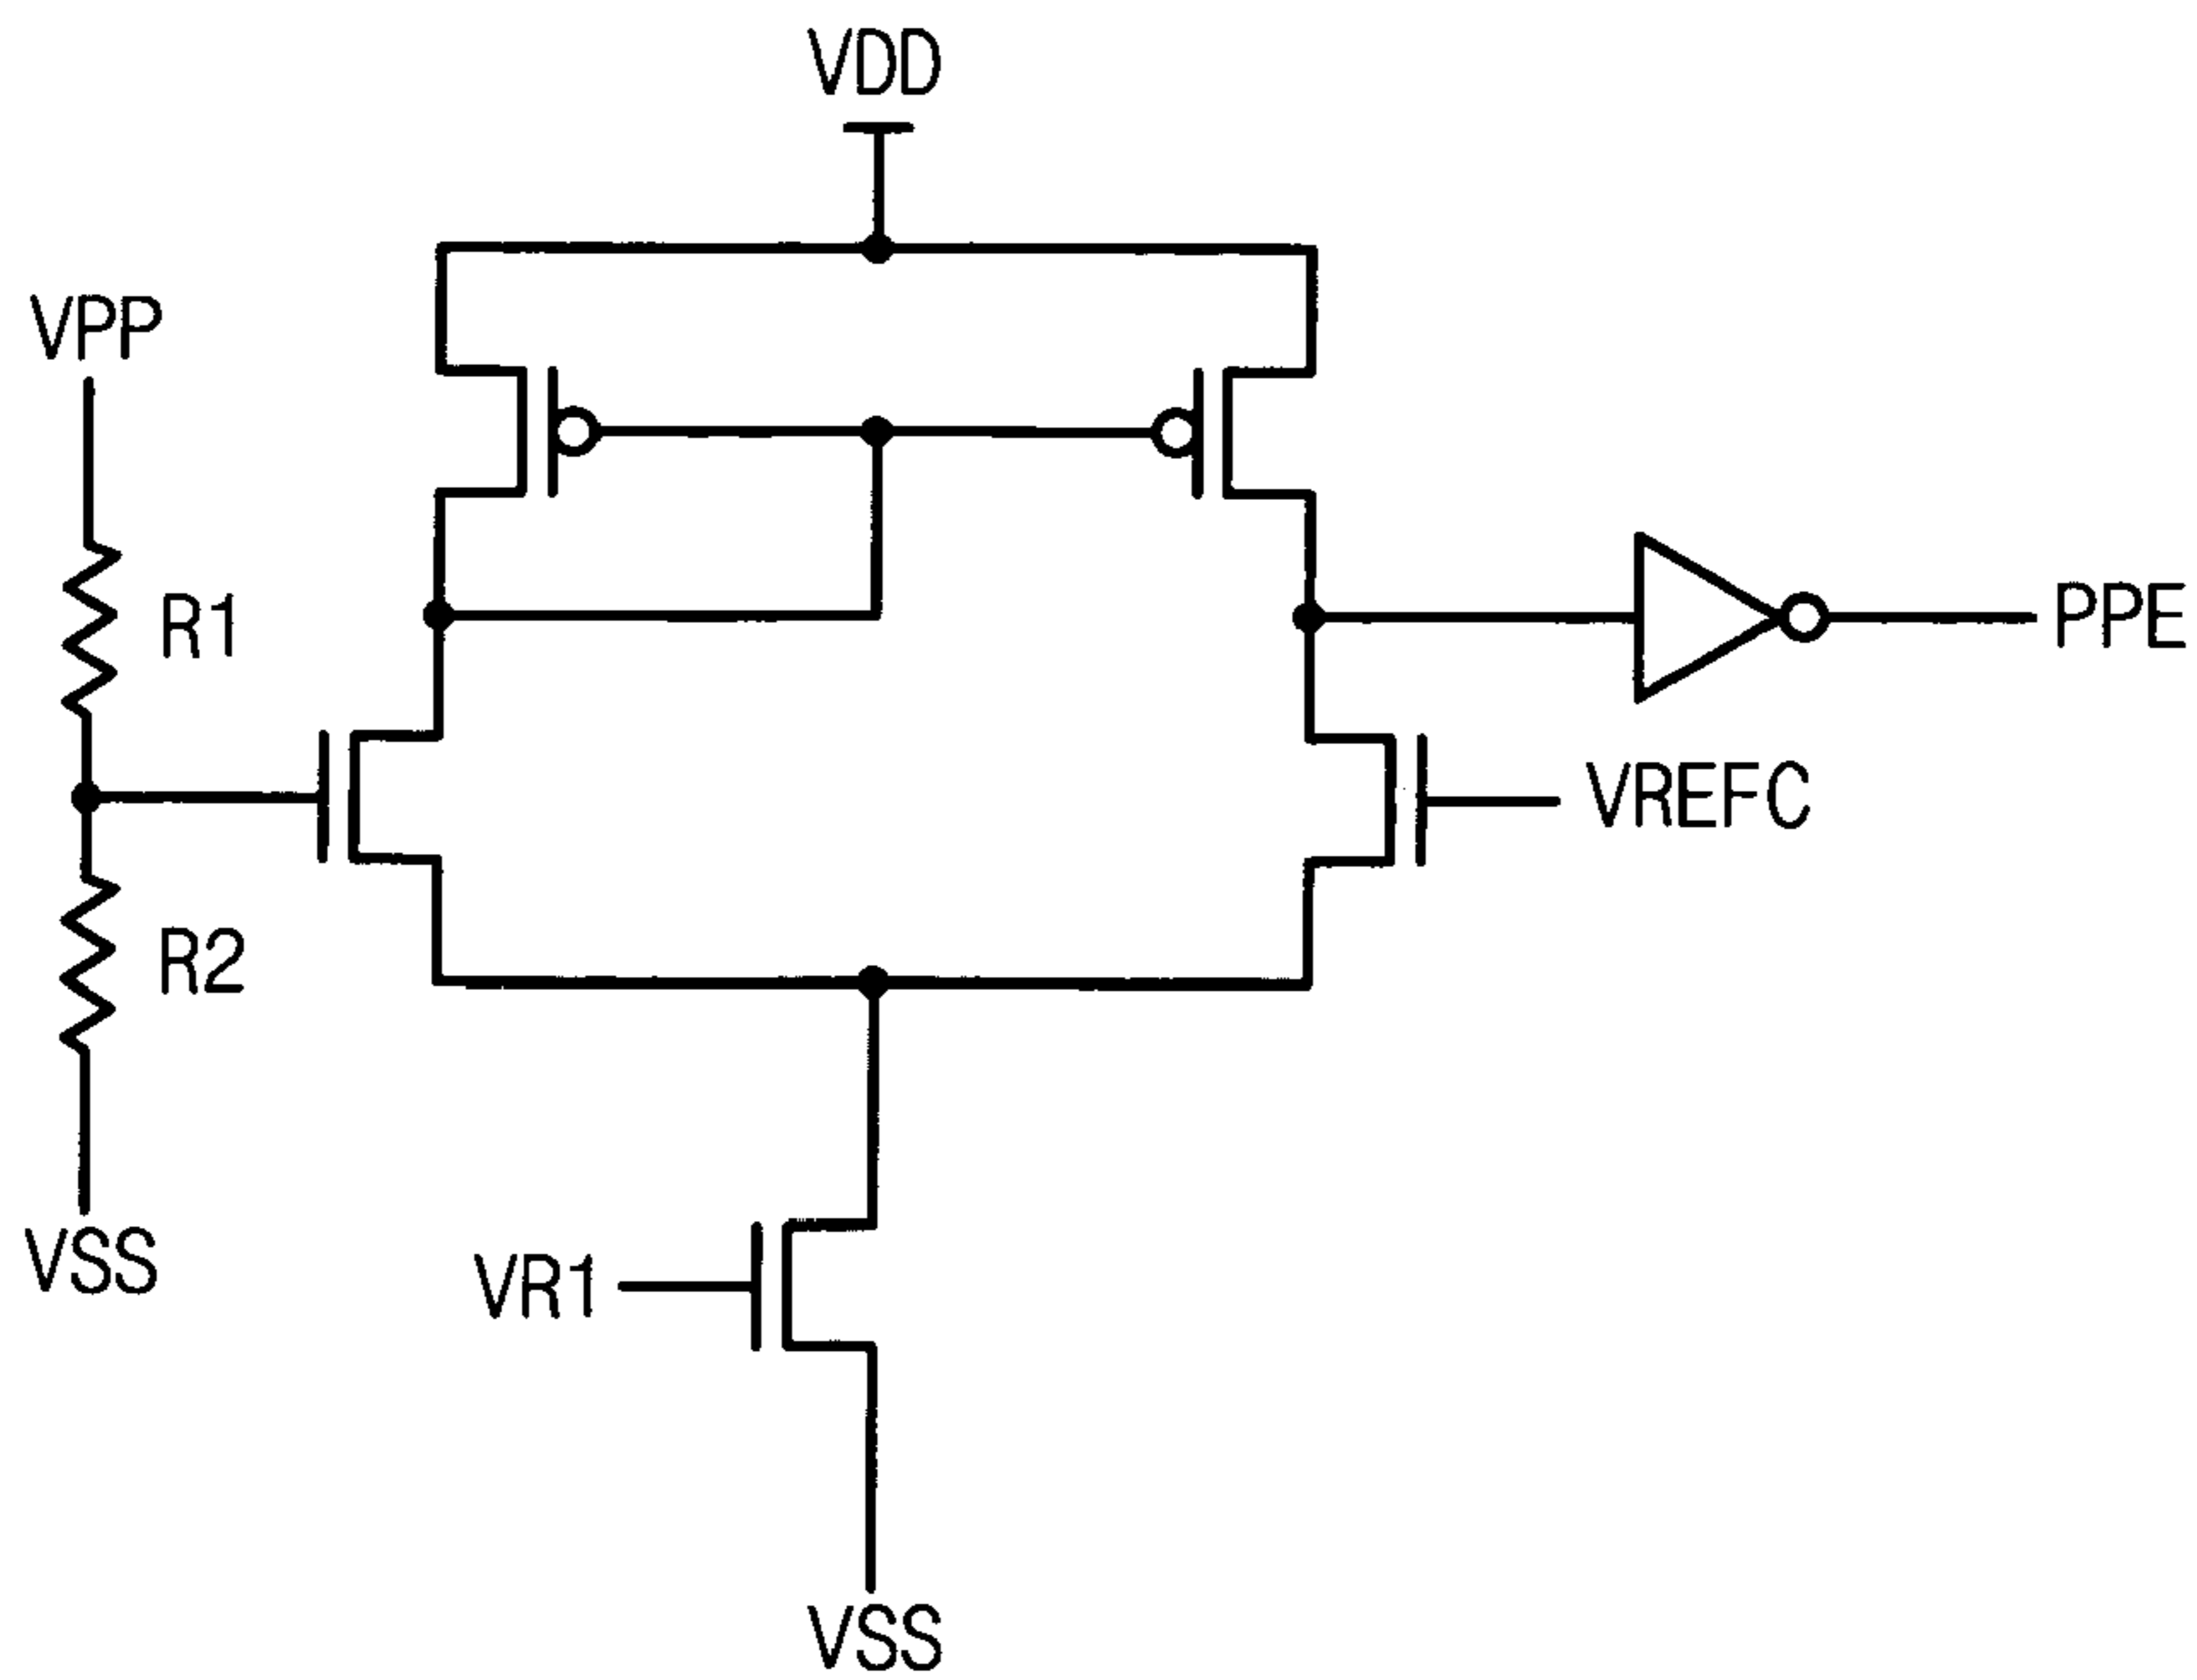 VDD
VPP
R1
PPE
VREFC
R2
VSS
VR1
VSS